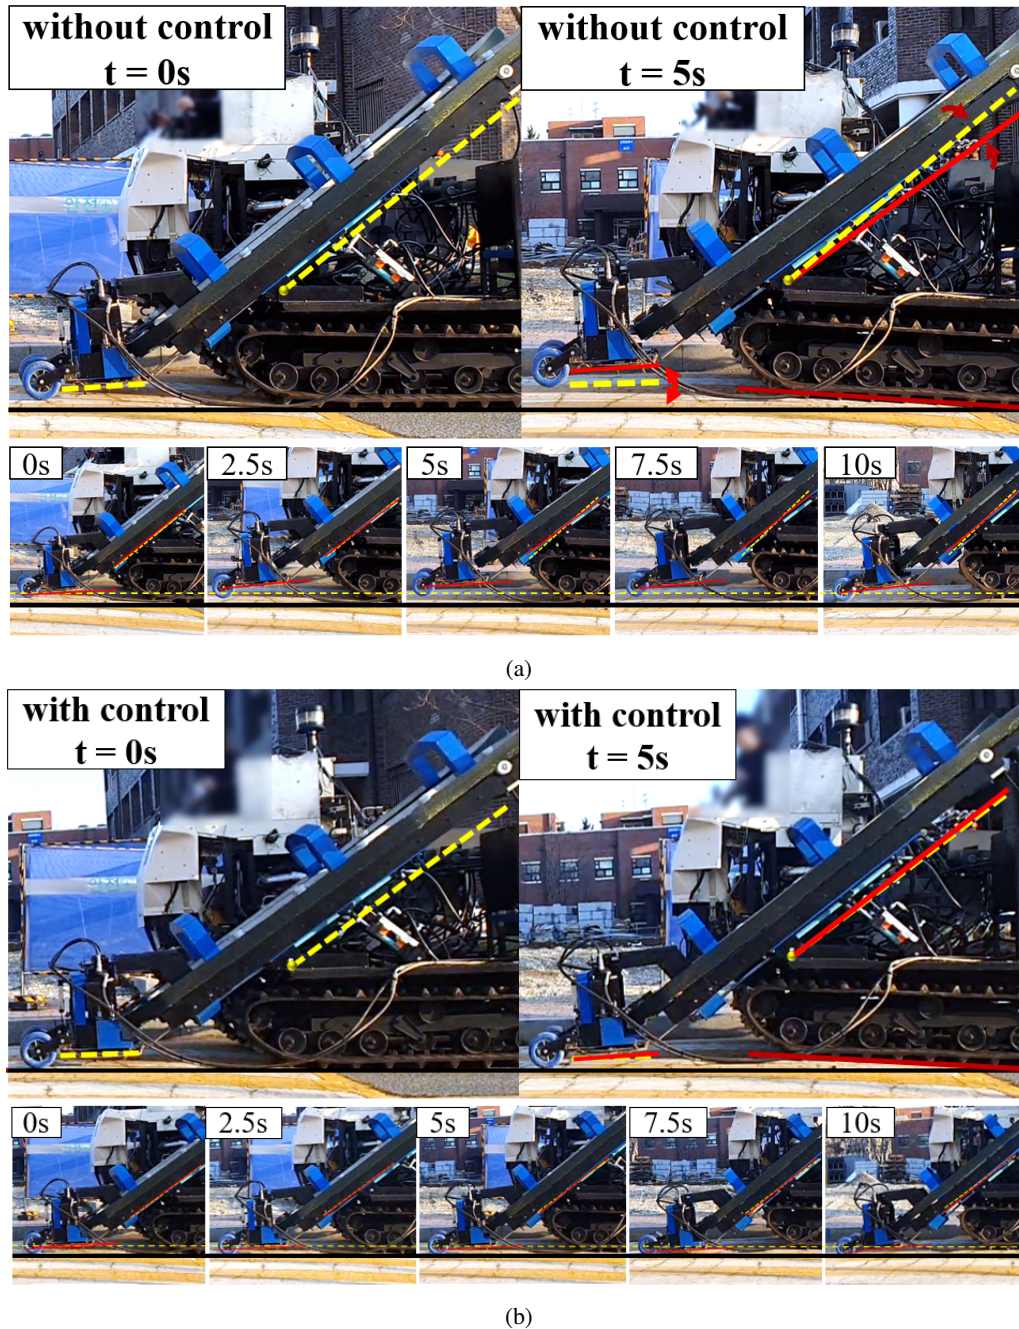 without control
t = 0s
without control
t = 5s
0s
2.5s
5s
7.5s
10s
(a)
with control
t = 0s
with control
t = 5s
0s
2.5s
5s
7.5s
10s
(b)